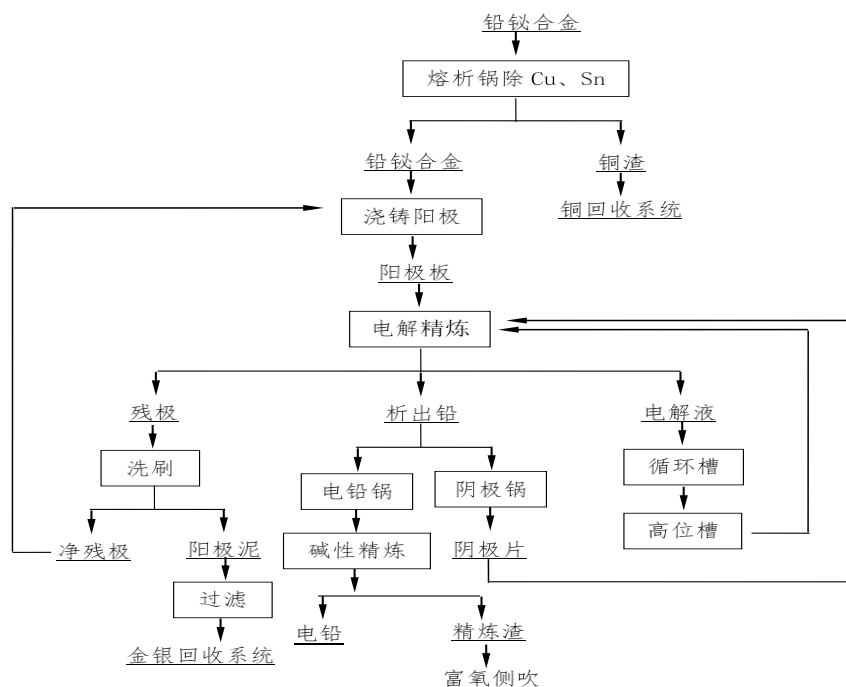 铅铋合金
熔析锅除 Cu、Sn
铅铋合金
铜渣
浇铸阳极
铜回收系统
阳极板
电解精炼
残极
析出铅
电解液
洗刷
电铅锅
阴极锅
循环槽
高位槽
净残极
阳极泥
碱性精炼
阴极片
过滤
电铅
精炼渣
金银回收系统
富氧侧吹